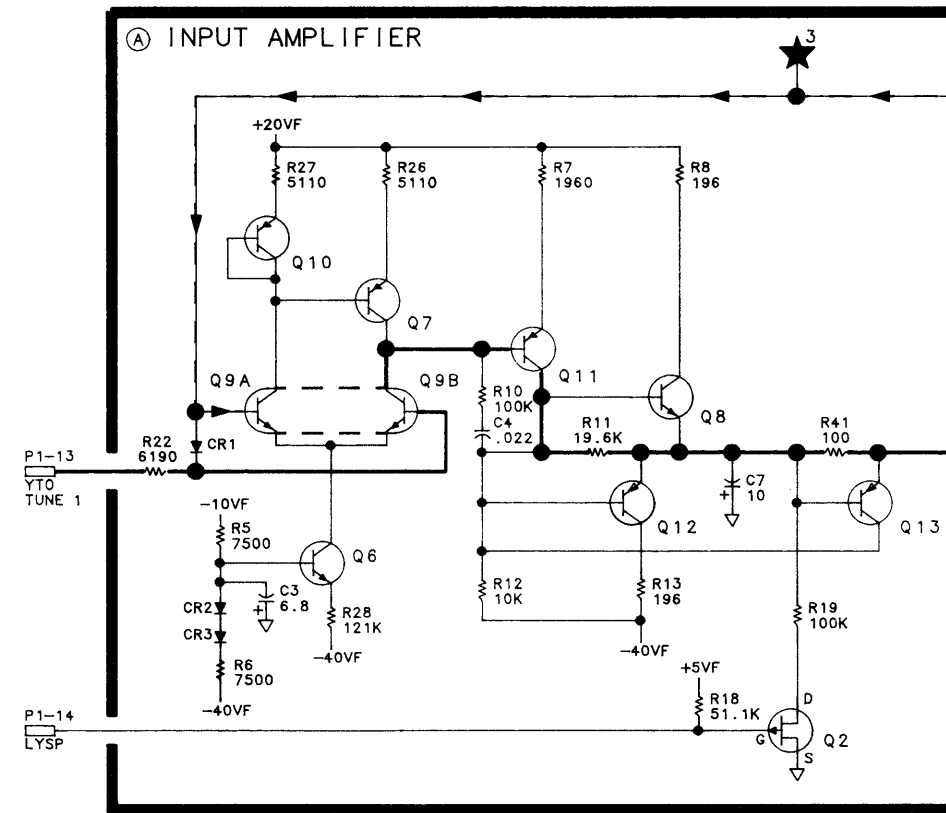 A INPUT AMPLIFIER
3
+20VF
R27
5110
R26
5110
R7
1960
R8
196
Q10
Q7
Q9A
Q9B
Q11
R10
100K
Q8
C4
.022
R11
19.6K
R41
100
CR1
R22
6190
P1-13
YTO
TUNE 1
C7
10
+
Q12
Q13
-10VF
R5
7500
Q6
C3
6.8
+
CR2
CR3
R28
121K
-40VF
R6
7500
-40VF
R12
10K
R13
196
-40VF
R19
100K
+5VF
R18
51.1K
P1-14
LYSP
D
G
S
Q2